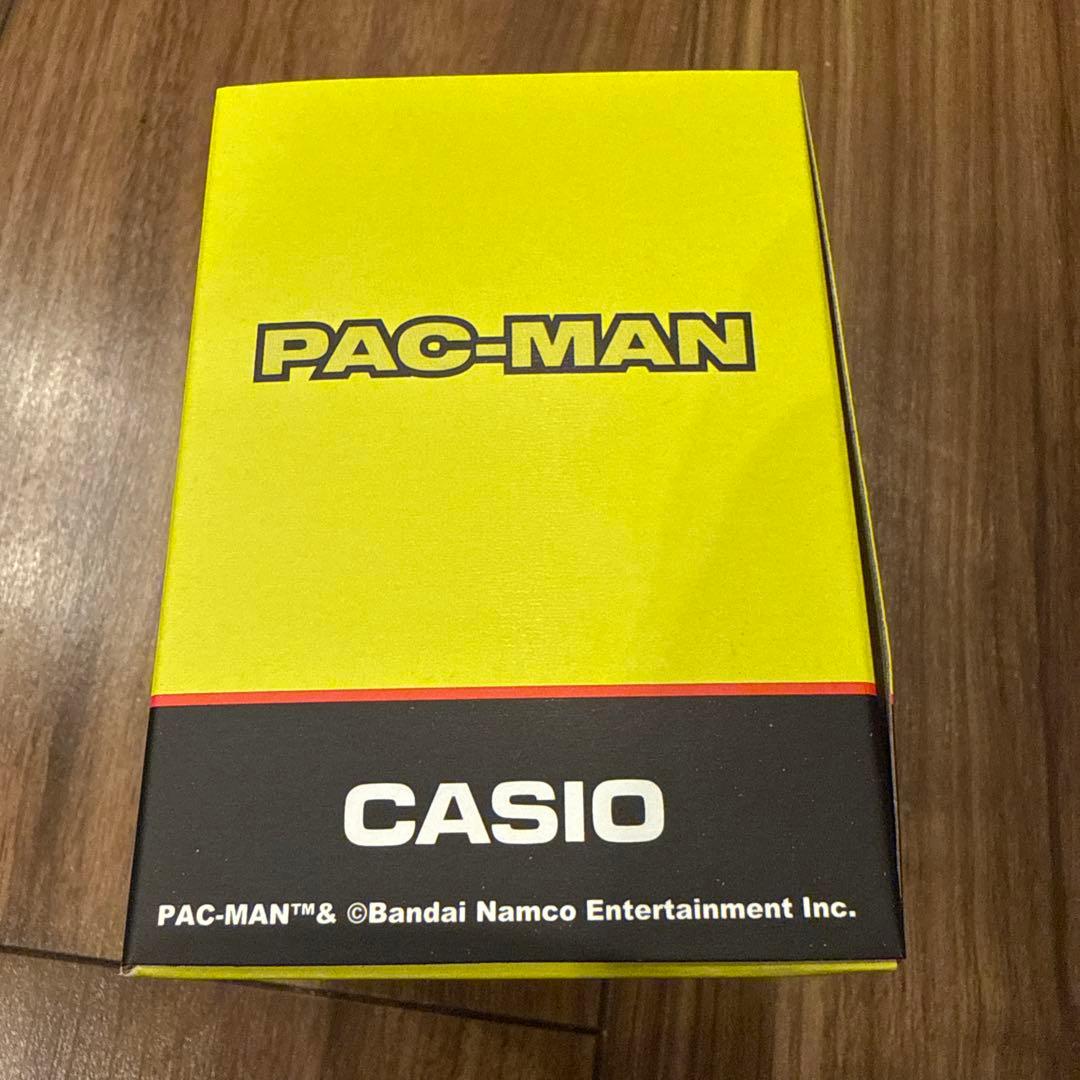 PAC-MAN
CASIO
PAC-MAN™& ©Bandai Namco Entertainment Inc.